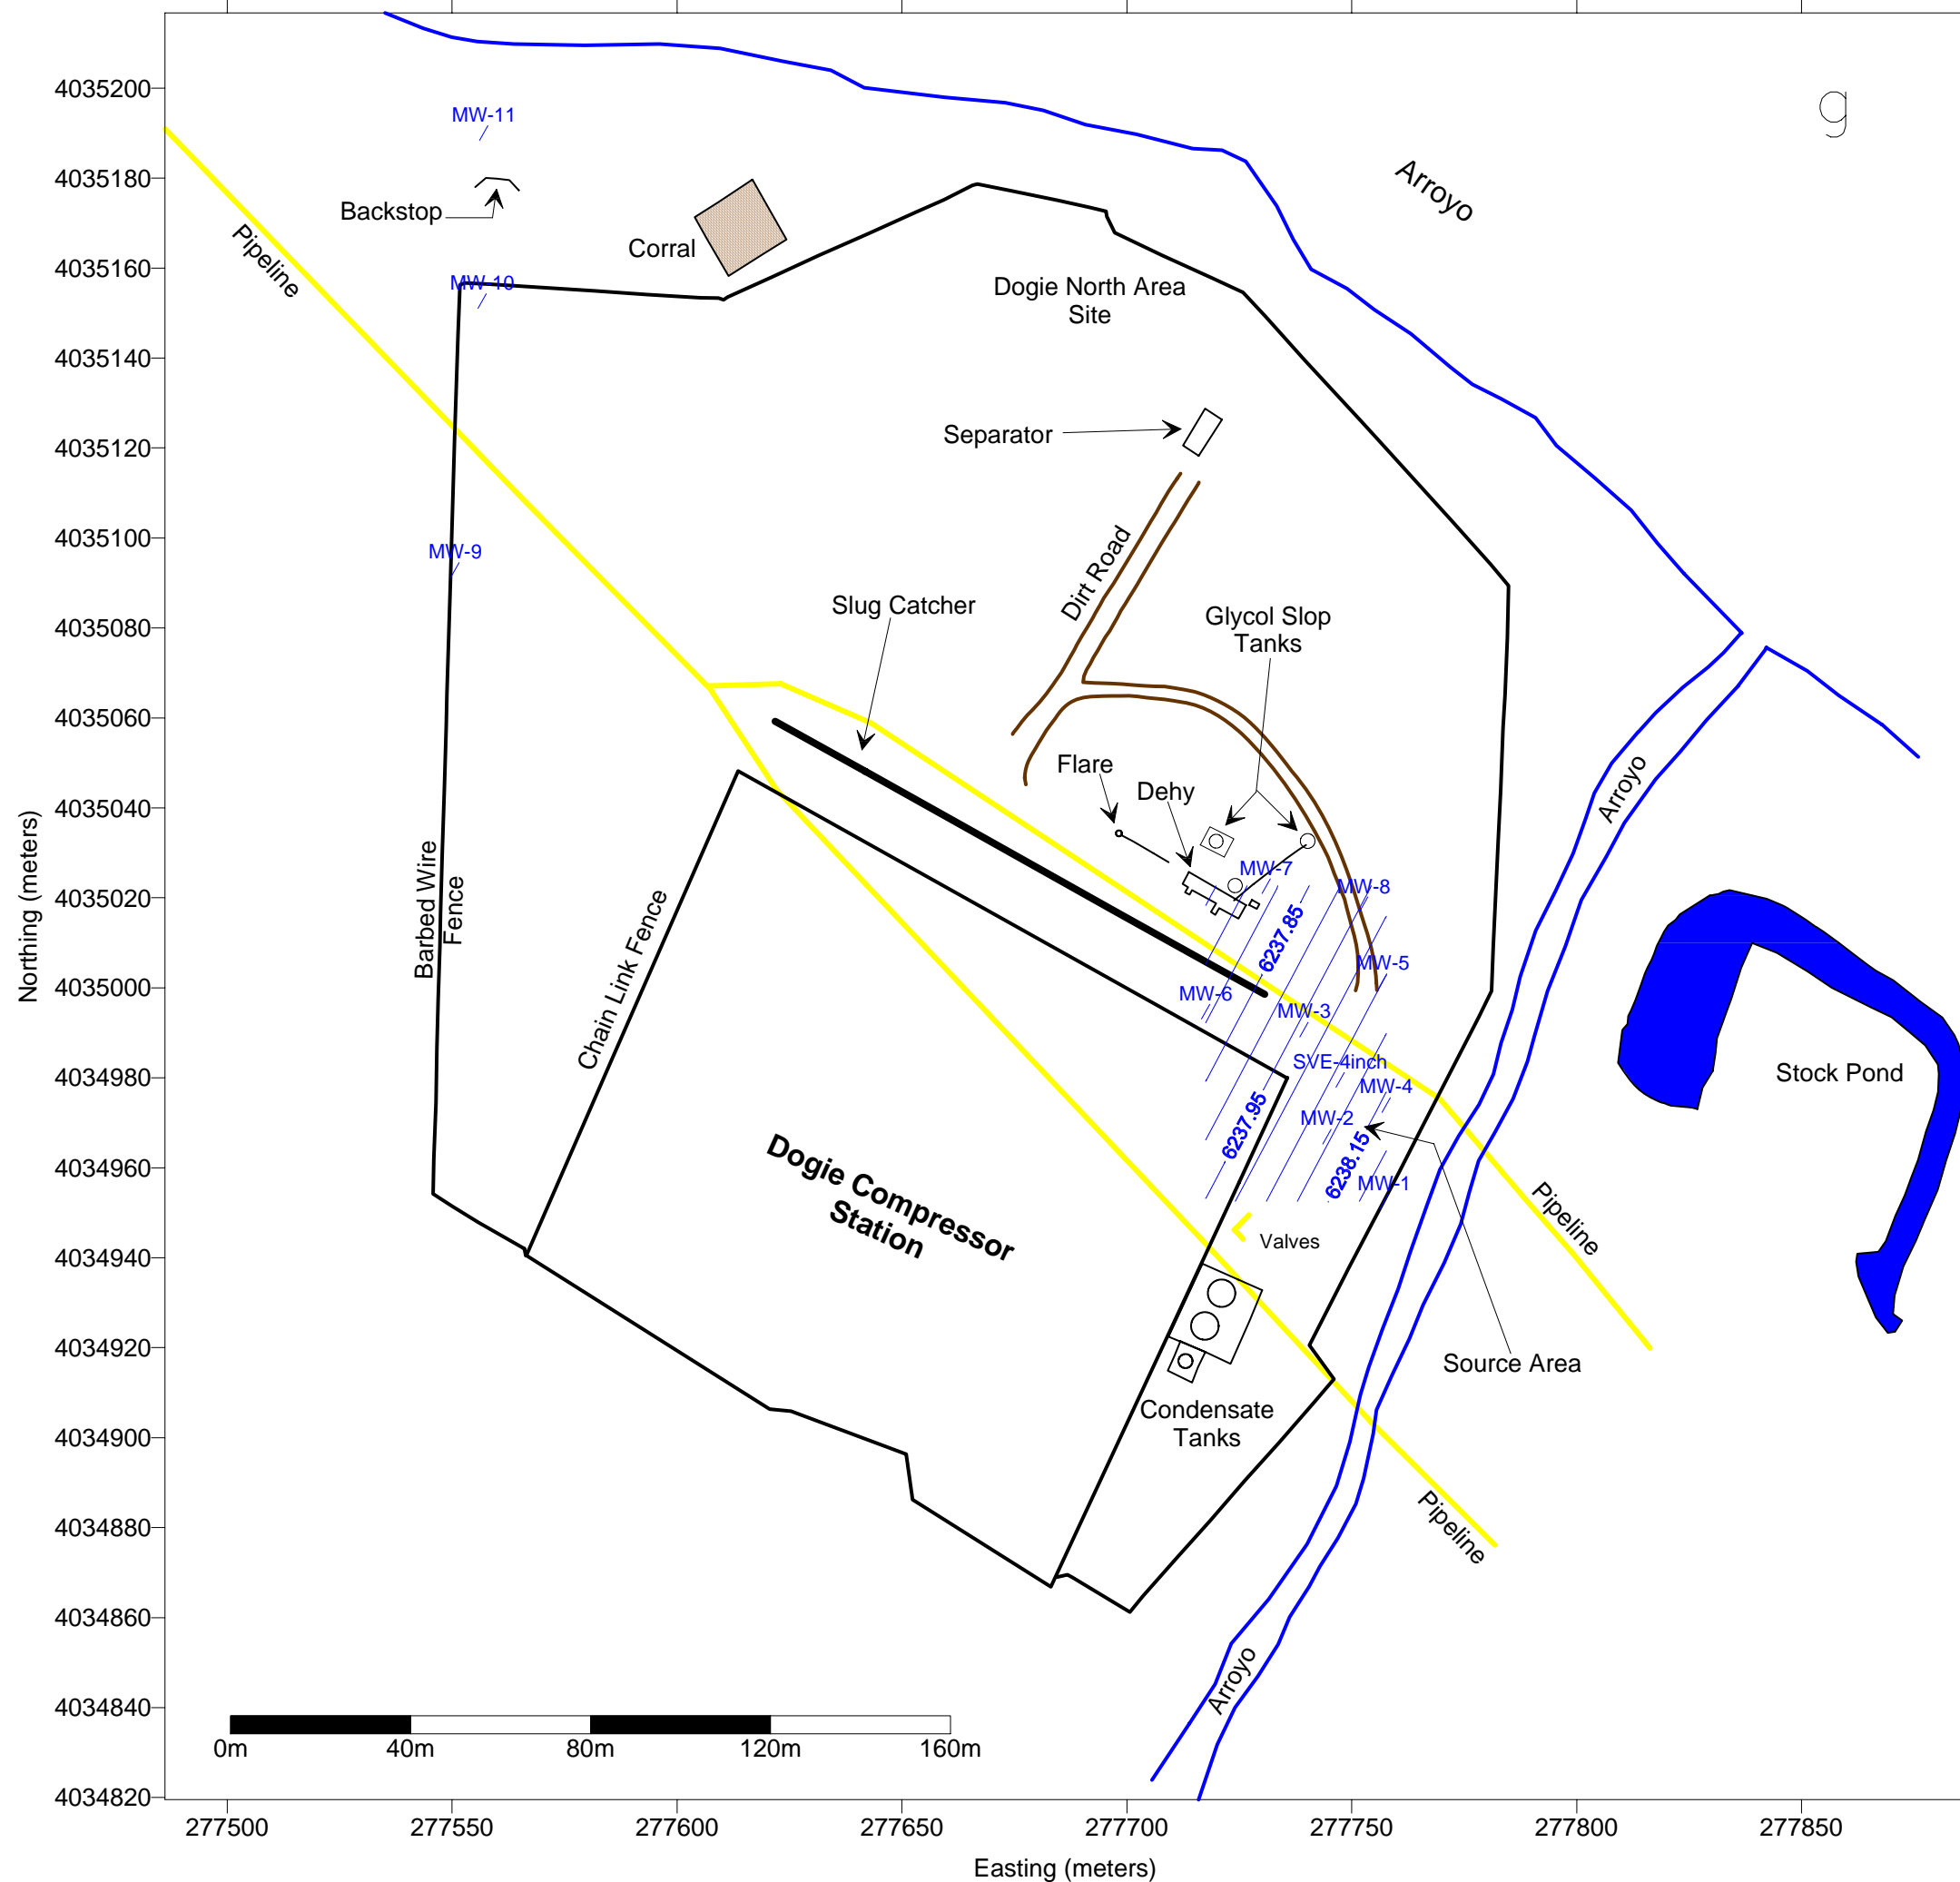 g
4035200
4035180
4035160
4035140
4035120
4035100
4035080
4035060
4035040
4035020
4035000
4034980
4034960
4034940
4034920
4034900
4034880
4034860
4034840
4034820
Northing (meters)
MW-11
Backstop
Corral
Arroyo
Pipeline
MW-10
Dogie North Area
Site
Separator
MW-9
Dirt Road
Slug Catcher
Glycol Slop
Tanks
Flare
Dehy
Arroyo
Barbed Wire
Fence
Chain Link Fence
MW-7
MW-8
6237.85
MW-5
MW-6
MW-3
SVE-4inch
MW-4
Stock Pond
6237.95
MW-2
6238.15
MW-1
Dogie Compressor
Station
Pipeline
Valves
Source Area
Condensate
Tanks
Pipeline
Arroyo
0m
40m
80m
120m
160m
277500
277550
277600
277650
277700
277750
277800
277850
Easting (meters)